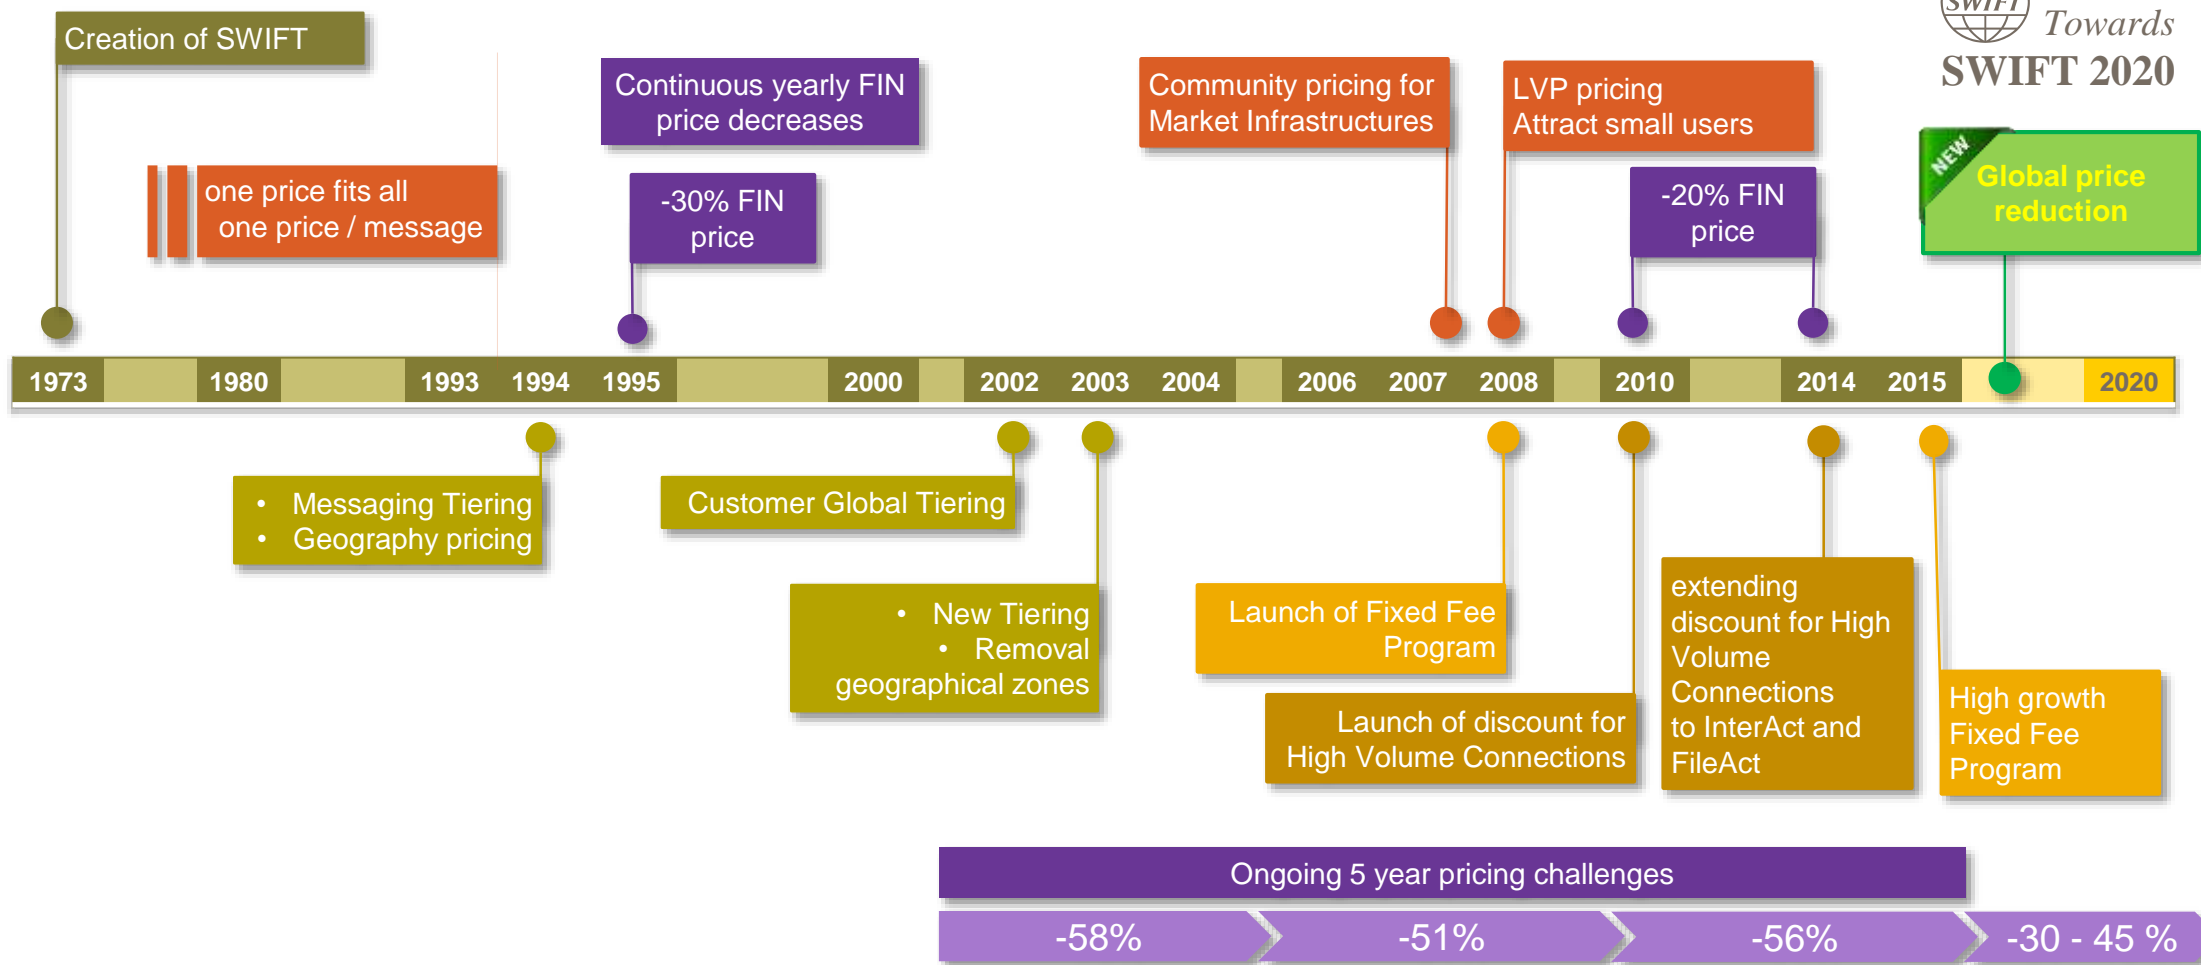 SWIFT
Towards
SWIFT 2020
Creation of SWIFT
Continuous yearly FIN
price decreases
Community pricing for
Market Infrastructures
LVP pricing
Attract small users
one price fits all
one price / message
-30% FIN
price
-20% FIN
price
NEW
Global price
reduction
1973 1980 1993 1994 1995 2000 2002 2003 2004 2006 2007 2008 2010 2014 2015 2020
• Messaging Tiering
• Geography pricing
Customer Global Tiering
• New Tiering
• Removal
geographical zones
Launch of Fixed Fee
Program
Launch of discount for
High Volume Connections
extending
discount for High
Volume
Connections
to InterAct and
FileAct
High growth
Fixed Fee
Program
Ongoing 5 year pricing challenges
-58% -51% -56% -30 - 45 %